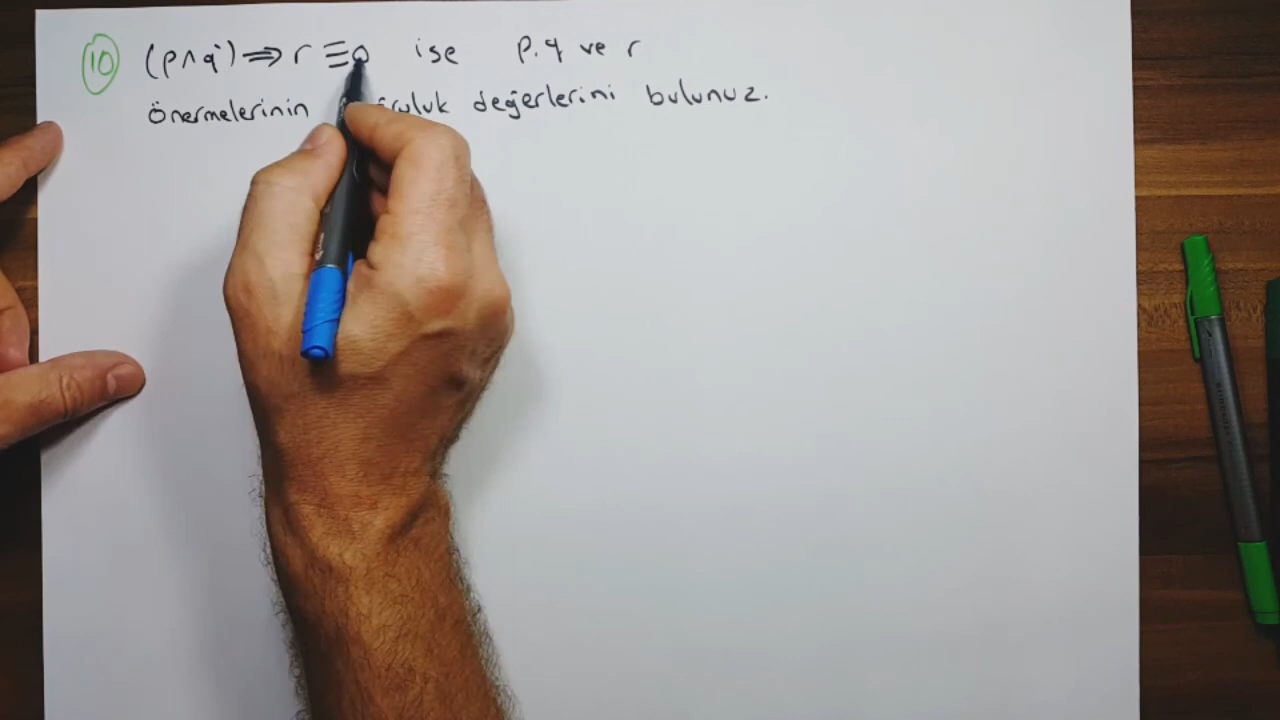 10 (p∧q') ⇒ r ≡ 0 ise p.q ve r
önermelerinin değerlerini bulunuz.